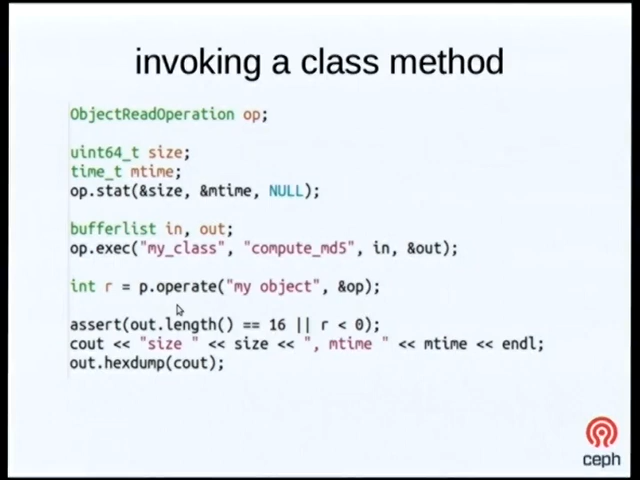 invoking a class method
ObjectReadOperation op;
uint64_t size;
time_t mtime;
op.stat(&size, &mtime, NULL);
bufferlist in, out;
op.exec("my_class", "compute_md5", in, &out);
int r = p.operate("my object", &op);
assert(out.length() == 16 || r < 0);
cout << "size " << size << ", mtime " << mtime << endl;
out.hexdump(cout);
ceph